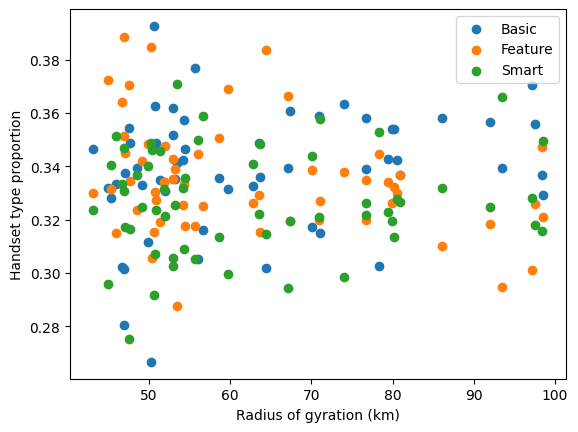 Basic
Feature
Smart
0.38
0.36
0.34
0.32
0.30
0.28
Handset type proportion
50 60 70 80 90 100
Radius of gyration (km)